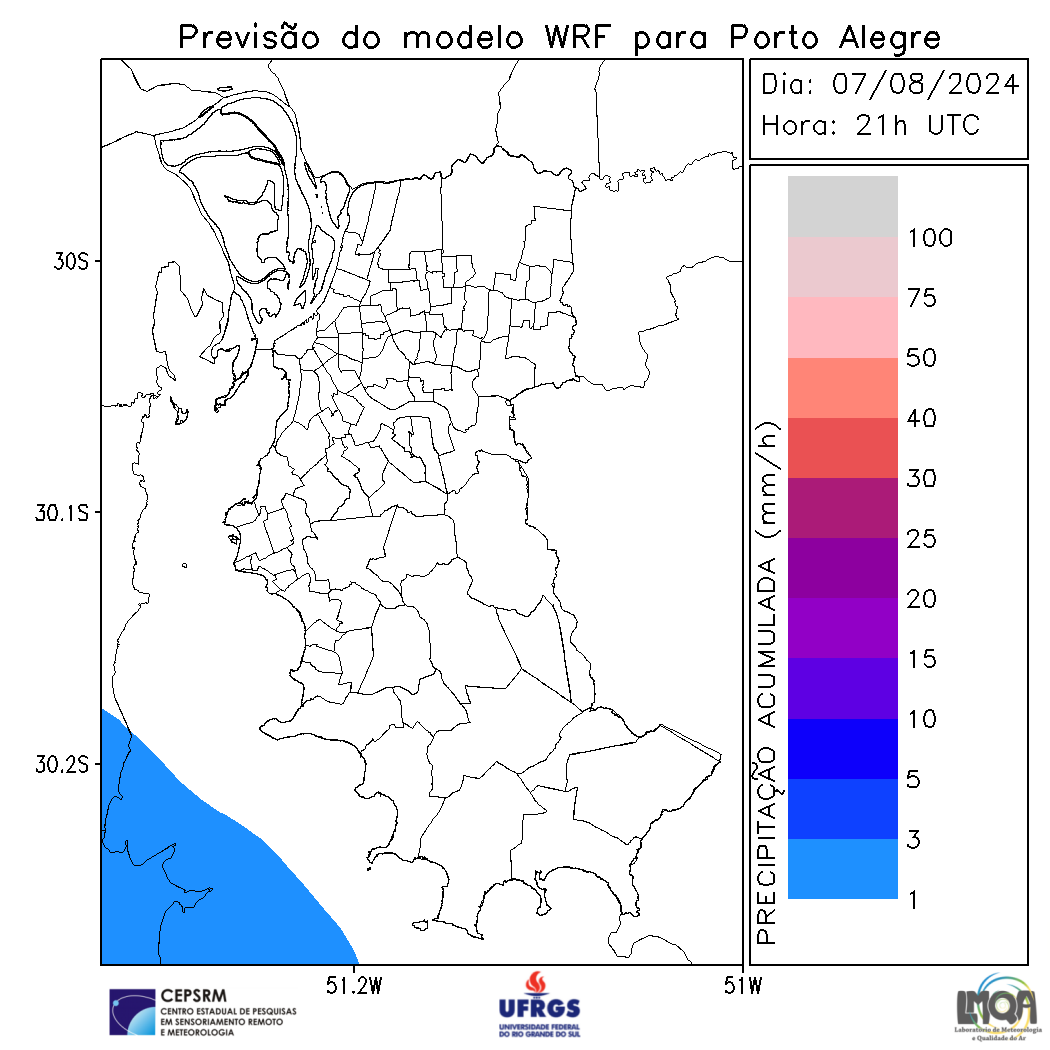 Previsão do modelo WRF para Porto Alegre
Dia: 07/08/2024
Hora: 21h UTC
30S
30.1S
30.2S
51.2W
51W
PRECIPITAÇÃO ACUMULADA (mm/h)
100
75
50
40
30
25
20
15
10
5
3
1
CEPSRM
CENTRO ESTADUAL DE PESQUISAS
EM SENSORIAMENTO REMOTO
E METEOROLOGIA
UFRGS
UNIVERSIDADE FEDERAL
DO RIO GRANDE DO SUL
LMQA
Laboratório de Meteorologia
e Qualidade do Ar